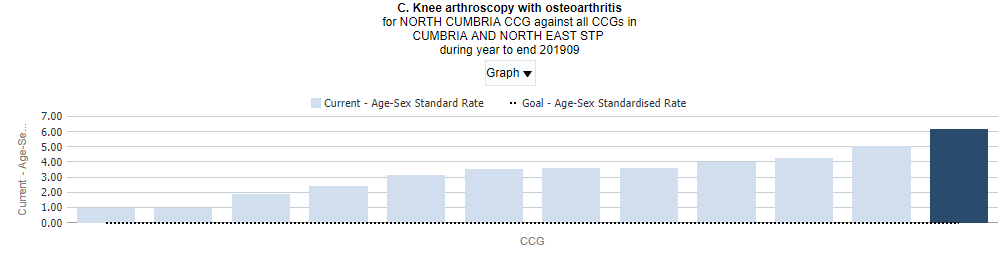 C. Knee arthroscopy with osteoarthritis
for NORTH CUMBRIA CCG against all CCGs in
CUMBRIA AND NORTH EAST STP
during year to end 201909
Graph
Current - Age-Sex Standard Rate
Goal - Age-Sex Standardised Rate
Current - Age-Se...
7.00
6.00
5.00
4.00
3.00
2.00
1.00
0.00
CCG